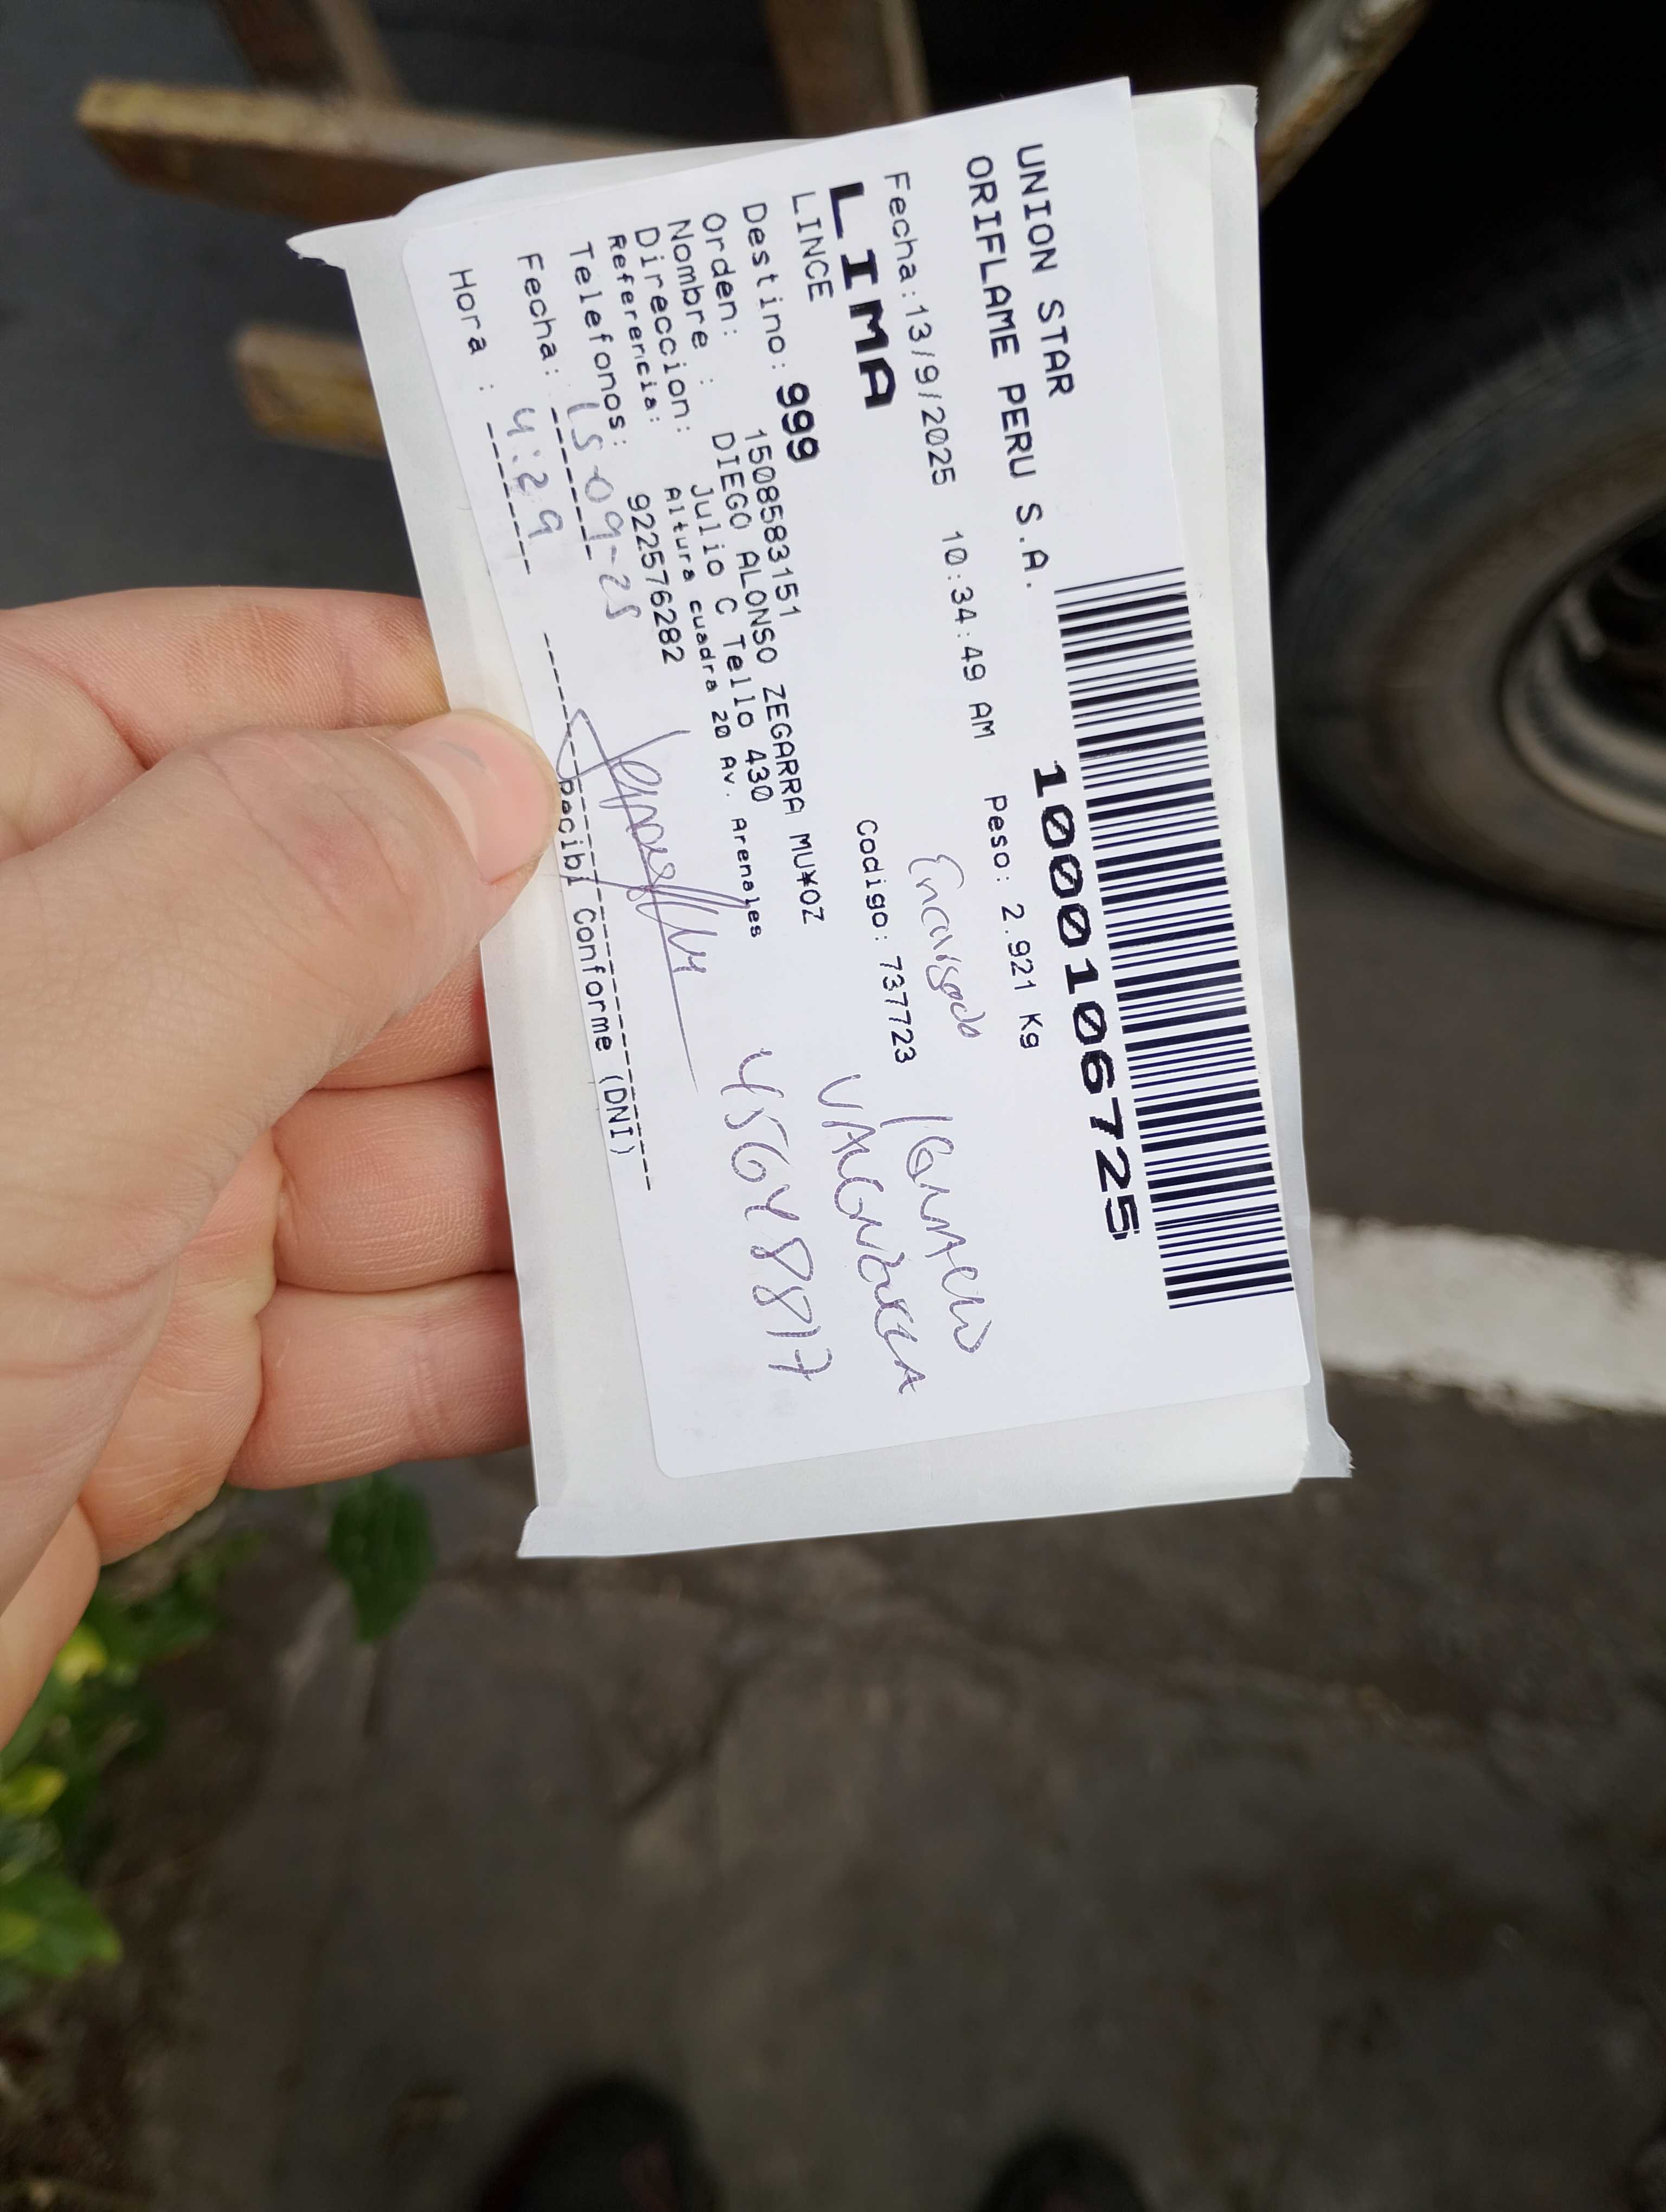 UNION STAR
ORIFLAME PERU S.A.
1000106725
Fecha:13/9/2025 10:34:49 AM Peso: 2.921 Kg
LIMA
Encargado
LINCE
Codigo: 737723
Destino: 999
VALENZUELA
Orden: 1508583151
Nombre : DIEGO ALONSO ZEGARRA MU*OZ
Direccion: Julio C Tello 430
Referencia: Altura cuadra 20 Av. Arenales
45648817
Telefonos: 922576282
Fecha: 15-09-25
Hora : 4:29
Recibi Conforme (DNI)